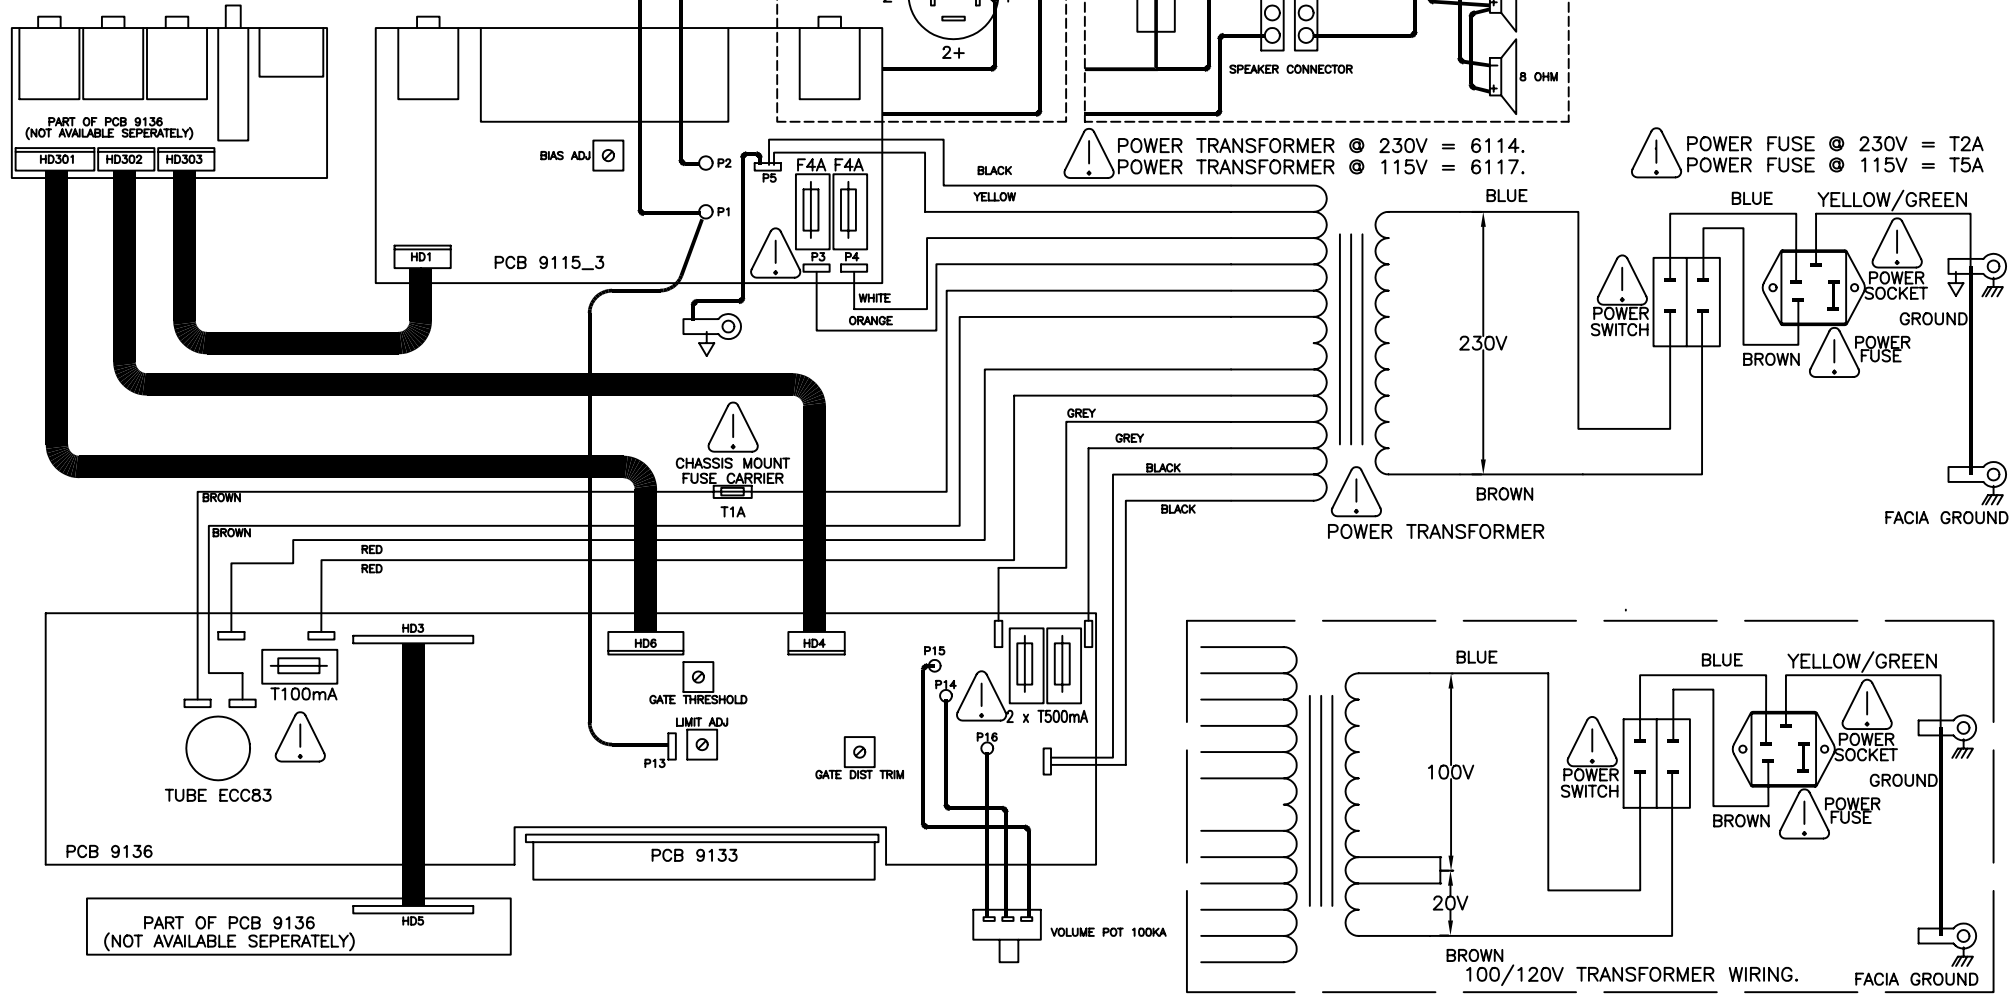 2+
SPEAKER CONNECTOR
8 OHM
PART OF PCB 9136
(NOT AVAILABLE SEPERATELY)
HD301
HD302
HD303
BIAS ADJ
P2
P5
F4A
F4A
P1
HD1
PCB 9115_3
P3
P4
WHITE
ORANGE
BLACK
YELLOW
POWER TRANSFORMER @ 230V = 6114.
POWER TRANSFORMER @ 115V = 6117.
POWER FUSE @ 230V = T2A
POWER FUSE @ 115V = T5A
BLUE
BLUE
YELLOW/GREEN
POWER
SOCKET
POWER
SWITCH
GROUND
230V
BROWN
POWER
FUSE
GREY
GREY
BLACK
BLACK
BROWN
POWER TRANSFORMER
FACIA GROUND
CHASSIS MOUNT
FUSE CARRIER
T1A
BROWN
BROWN
RED
RED
HD3
HD6
HD4
T100mA
GATE THRESHOLD
LIMIT ADJ
P13
GATE DIST TRIM
P15
P14
P16
2 x T500mA
TUBE ECC83
PCB 9136
PCB 9133
PART OF PCB 9136
(NOT AVAILABLE SEPERATELY)
HD5
VOLUME POT 100KA
BLUE
BLUE
YELLOW/GREEN
POWER
SOCKET
POWER
SWITCH
GROUND
100V
BROWN
POWER
FUSE
20V
BROWN
100/120V TRANSFORMER WIRING.
FACIA GROUND